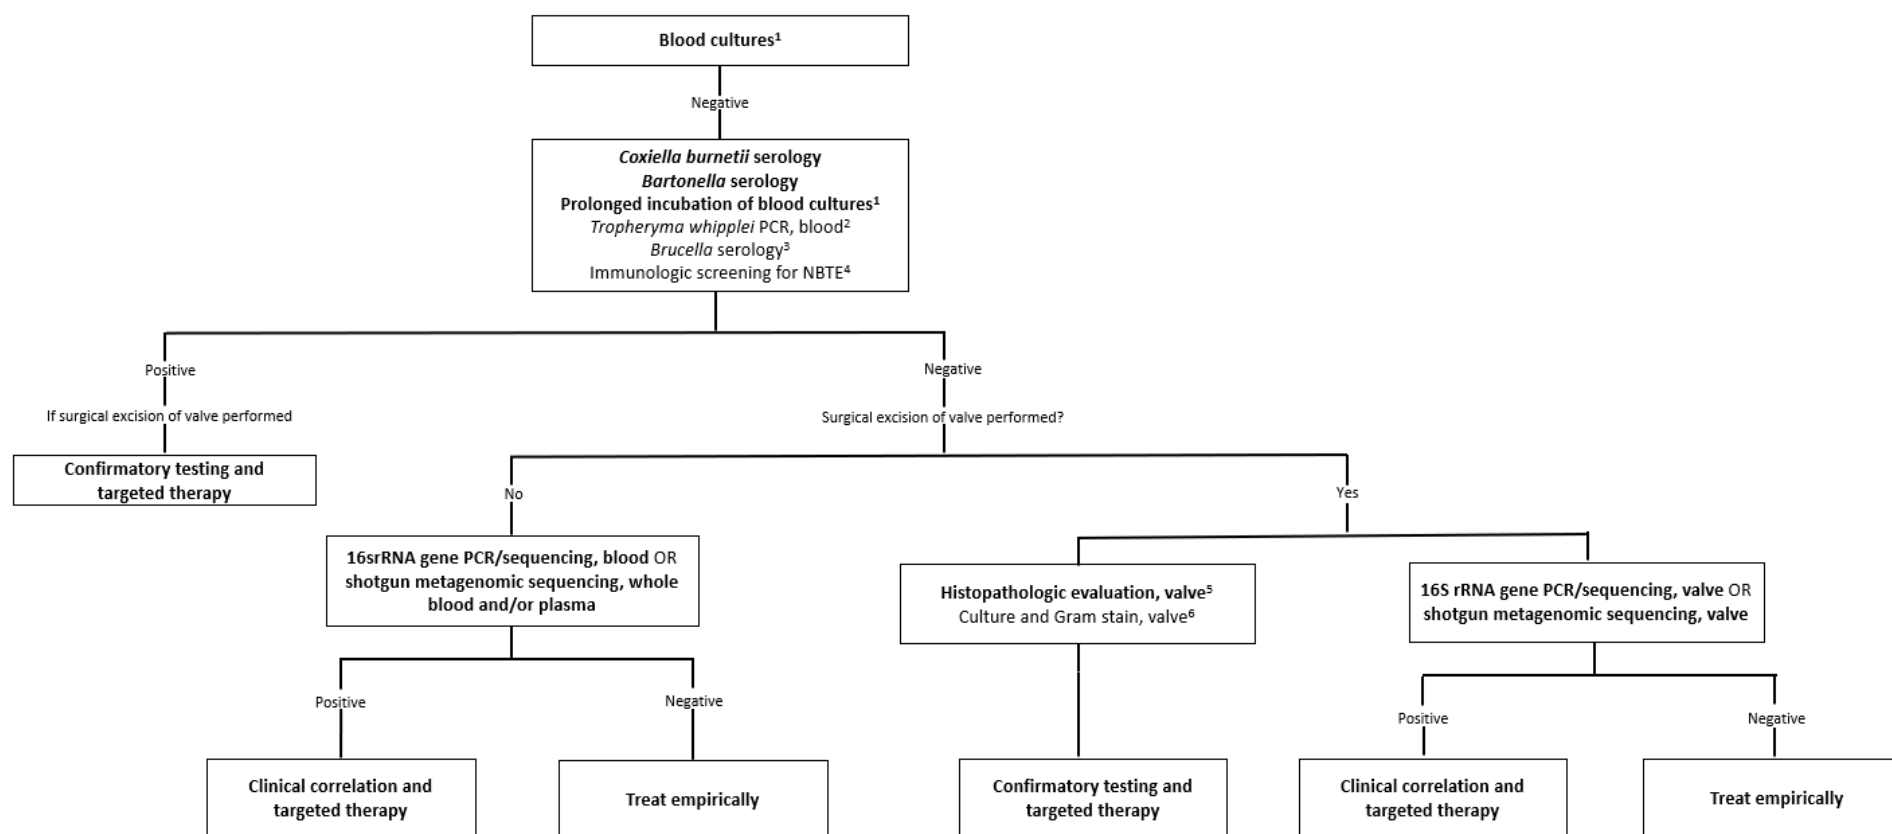 Blood cultures¹
Negative
Coxiella burnetii serology
Bartonella serology
Prolonged incubation of blood cultures¹
Tropheryma whipplei PCR, blood²
Brucella serology³
Immunologic screening for NBTE⁴
Positive
Negative
If surgical excision of valve performed
Surgical excision of valve performed?
Confirmatory testing and
targeted therapy
No
Yes
16srRNA gene PCR/sequencing, blood OR
shotgun metagenomic sequencing, whole
blood and/or plasma
Histopathologic evaluation, valve⁵
Culture and Gram stain, valve⁶
16S rRNA gene PCR/sequencing, valve OR
shotgun metagenomic sequencing, valve
Positive
Negative
Positive
Negative
Clinical correlation and
targeted therapy
Treat empirically
Confirmatory testing and
targeted therapy
Clinical correlation and
targeted therapy
Treat empirically